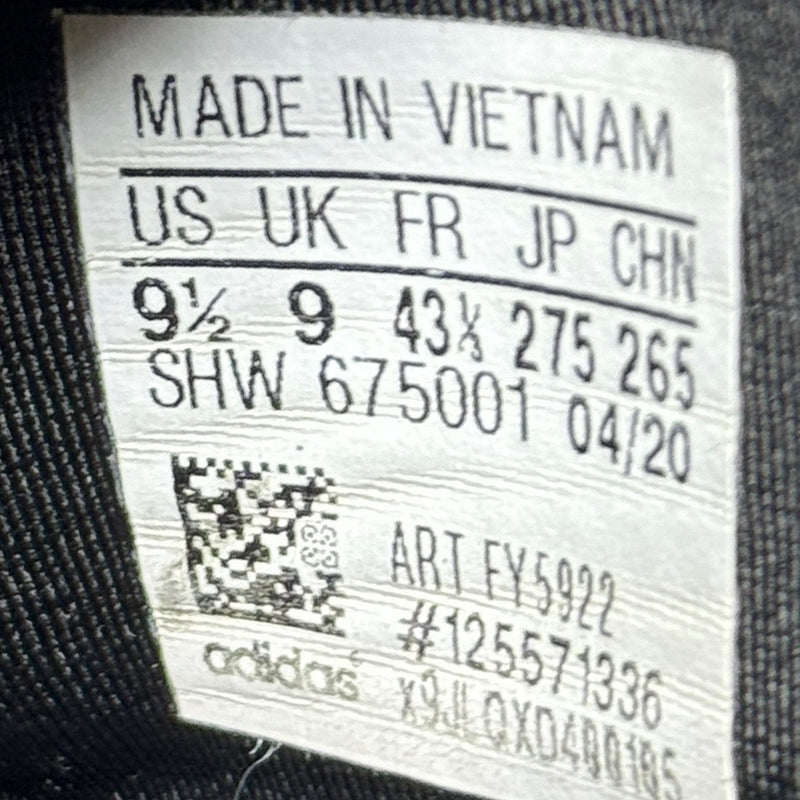 MADE IN VIETNAM
US UK FR JP CHN
9½ 9 43⅓ 275 265
SHW 675001 04/20
ART FY5922
#125571336
adidas